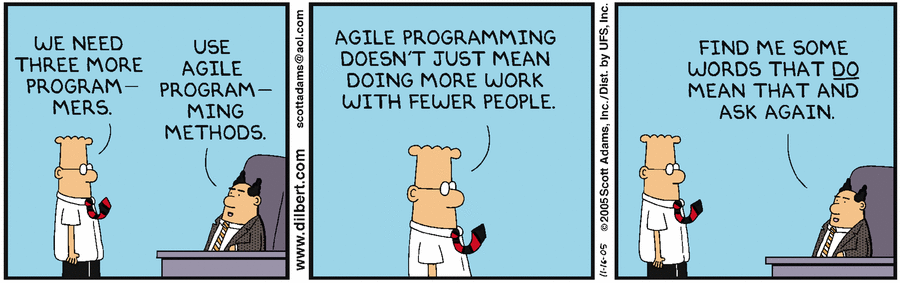 WE NEED
THREE MORE
PROGRAM—
MERS.
USE
AGILE
PROGRAM—
MING
METHODS.
www.dilbert.com scottadams@aol.com
AGILE PROGRAMMING
DOESN'T JUST MEAN
DOING MORE WORK
WITH FEWER PEOPLE.
11-16-05 ©2005 Scott Adams, Inc./Dist. by UFS, Inc.
FIND ME SOME
WORDS THAT DO
MEAN THAT AND
ASK AGAIN.